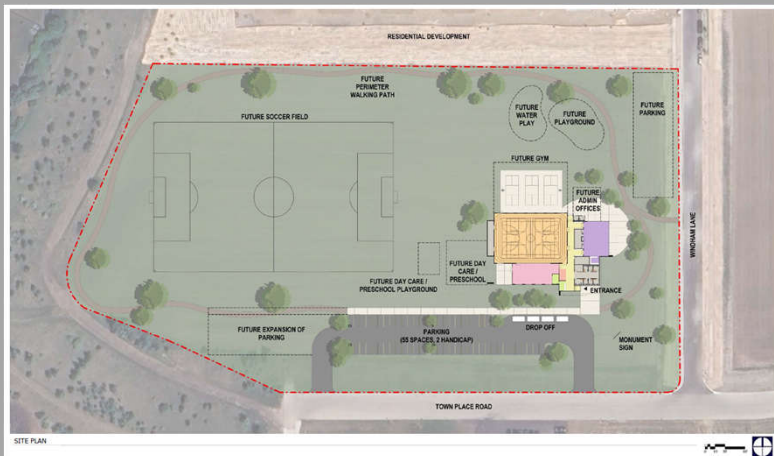 RESIDENTIAL DEVELOPMENT
FUTURE
PERIMETER
WALKING PATH
FUTURE
PARKING
FUTURE
WATER
PLAY
FUTURE
PLAYGROUND
FUTURE SOCCER FIELD
FUTURE GYM
FUTURE
ADMIN
OFFICES
WINDHAM LANE
FUTURE DAY
CARE /
PRESCHOOL
FUTURE DAY CARE /
PRESCHOOL PLAYGROUND
ENTRANCE
FUTURE EXPANSION OF
PARKING
PARKING
(55 SPACES, 2 HANDICAP)
DROP OFF
MONUMENT
SIGN
TOWN PLACE ROAD
SITE PLAN